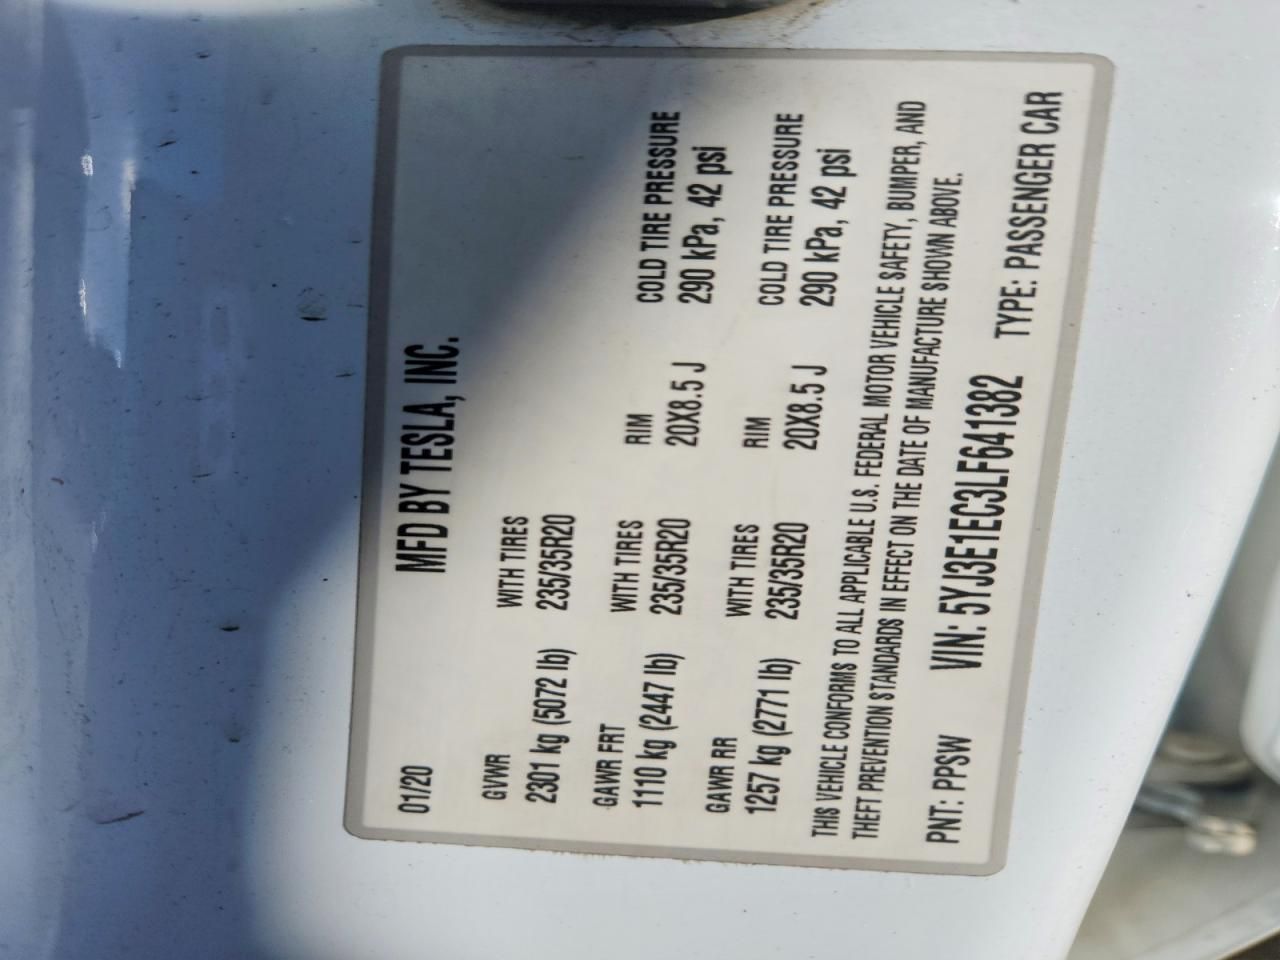 01/20 MFD BY TESLA, INC.
GVWR WITH TIRES
2301 kg (5072 lb) 235/35R20
GAWR FRT WITH TIRES RIM COLD TIRE PRESSURE
1110 kg (2447 lb) 235/35R20 20X8.5 J 290 kPa, 42 psi
GAWR RR WITH TIRES RIM COLD TIRE PRESSURE
1257 kg (2771 lb) 235/35R20 20X8.5 J 290 kPa, 42 psi
THIS VEHICLE CONFORMS TO ALL APPLICABLE U.S. FEDERAL MOTOR VEHICLE SAFETY, BUMPER, AND
THEFT PREVENTION STANDARDS IN EFFECT ON THE DATE OF MANUFACTURE SHOWN ABOVE.
PNT: PPSW VIN: 5YJ3E1EC3LF641382 TYPE: PASSENGER CAR